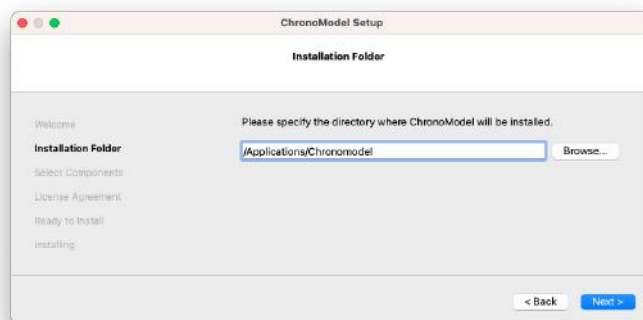 ChronoModel Setup
Installation Folder
Welcome
Installation Folder
Select Components
License Agreement
Ready to Install
Installing
Please specify the directory where ChronoModel will be installed.
/Applications/Chronomodel
Browse...
< Back
Next >